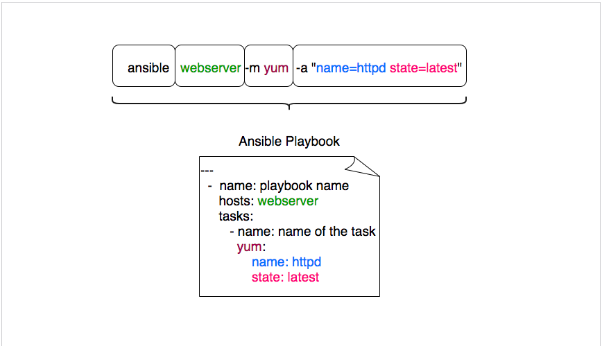 ansible webserver -m yum -a "name=httpd state=latest"
Ansible Playbook
---
- name: playbook name
hosts: webserver
tasks:
- name: name of the task
yum:
name: httpd
state: latest